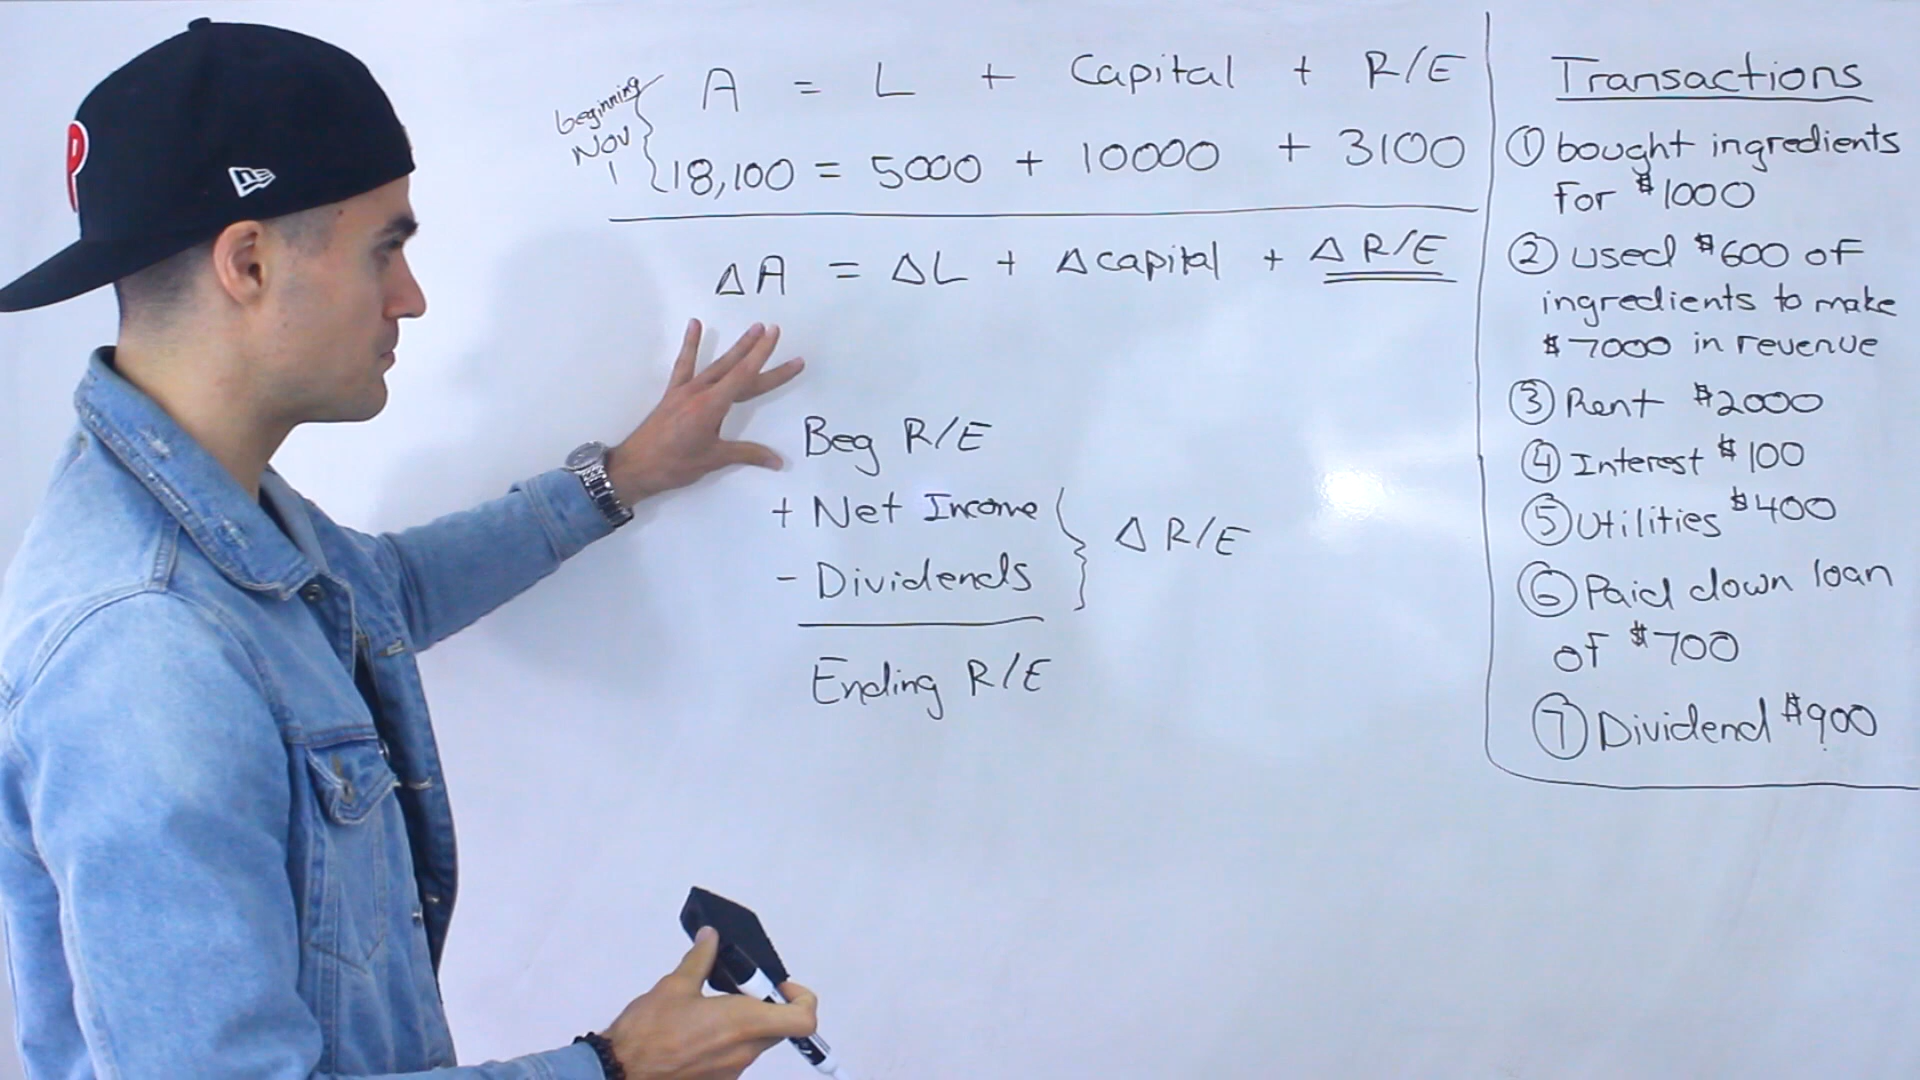 beginning
Nov
1
A = L + Capital + R/E
18,100 = 5000 + 10000 + 3100
ΔA = ΔL + Δcapital + Δ R/E
Beg R/E
+ Net Income
- Dividends
Δ R/E
Ending R/E
Transactions
① bought ingredients
for $1000
② used $600 of
ingredients to make
$7000 in revenue
③ Rent $2000
④ Interest $100
⑤ Utilities $400
⑥ Paid down loan
of $700
⑦ Dividend $900
P